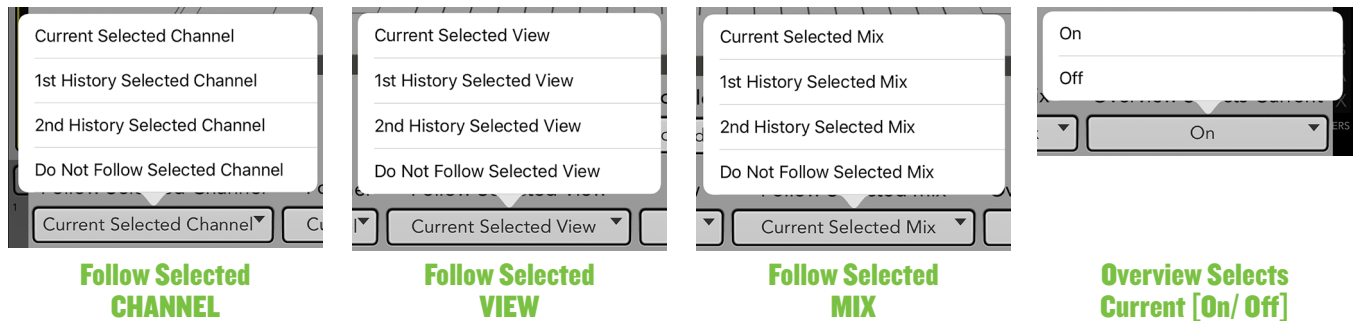 Current Selected Channel
1st History Selected Channel
2nd History Selected Channel
Do Not Follow Selected Channel
Current Selected Channel
Follow Selected
CHANNEL
Current Selected View
1st History Selected View
2nd History Selected View
Do Not Follow Selected View
Current Selected View
Follow Selected
VIEW
Current Selected Mix
1st History Selected Mix
2nd History Selected Mix
Do Not Follow Selected Mix
Current Selected Mix
Follow Selected
MIX
On
Off
On
ERS
Overview Selects
Current [On/ Off]